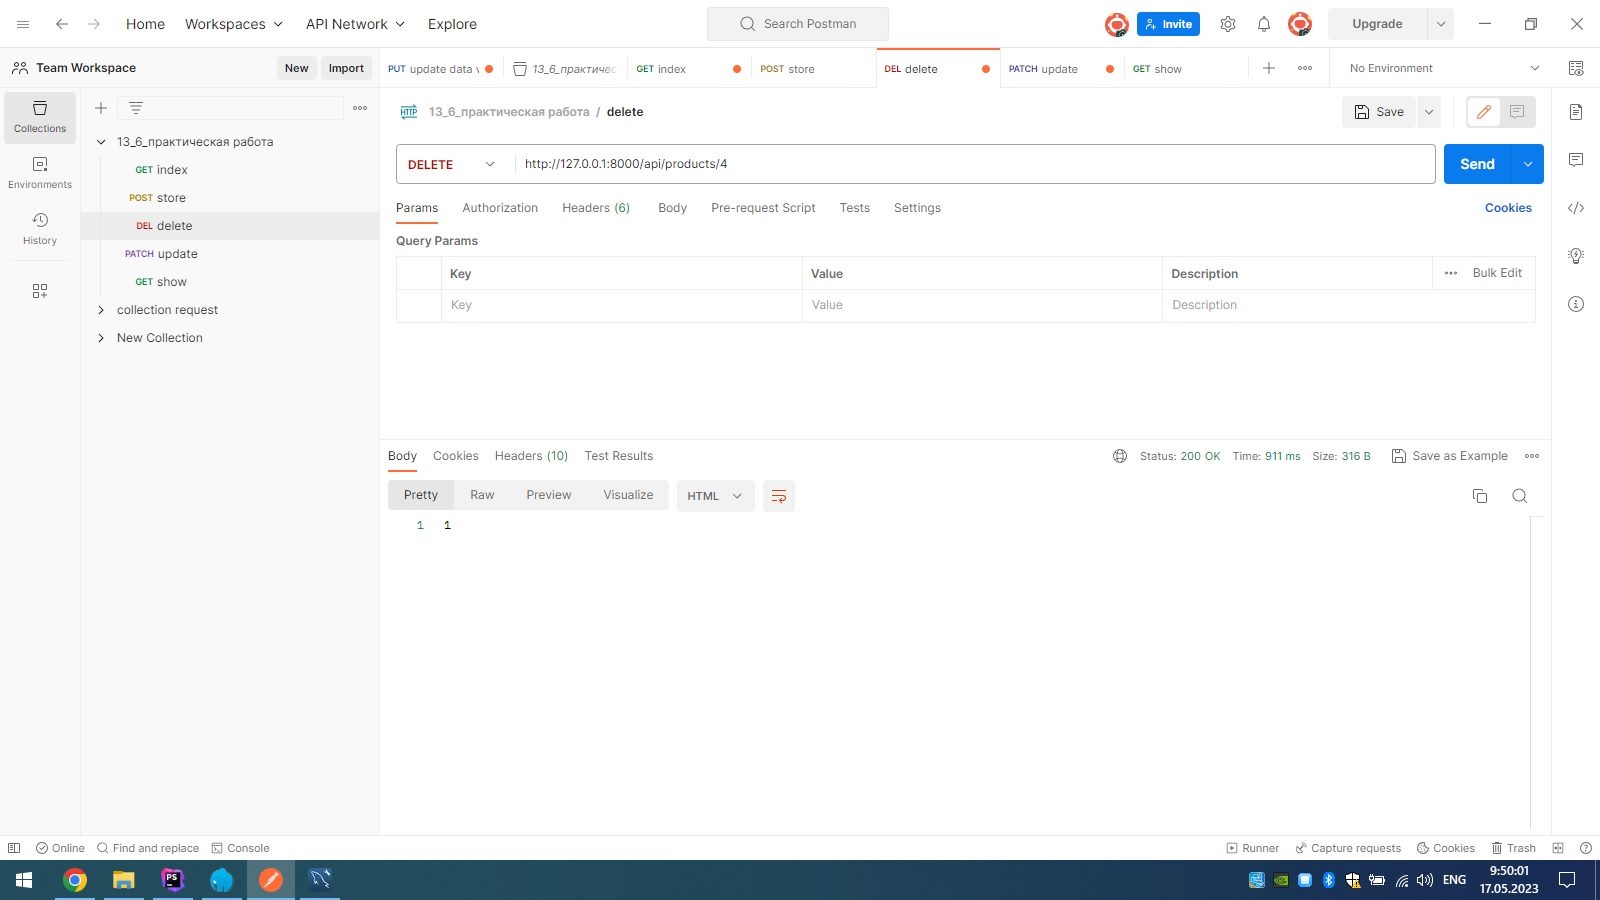 Home Workspaces API Network Explore Search Postman Invite Upgrade
Team Workspace New Import
PUT update data GET index POST store DEL delete PATCH update GET show No Environment
Collections
Environments
History
13_6_практическая работа
GET index
POST store
DEL delete
PATCH update
GET show
collection request
New Collection
HTTP 13_6_практическая работа / delete Save
DELETE http://127.0.0.1:8000/api/products/4 Send
Params Authorization Headers (6) Body Pre-request Script Tests Settings Cookies
Query Params
Key Value Description Bulk Edit
Key Value Description
Body Cookies Headers (10) Test Results Status: 200 OK Time: 911 ms Size: 316 B Save as Example
Pretty Raw Preview Visualize HTML
1 1
Online Find and replace Console Runner Capture requests Cookies Trash
PS ENG 9:50:01
17.05.2023